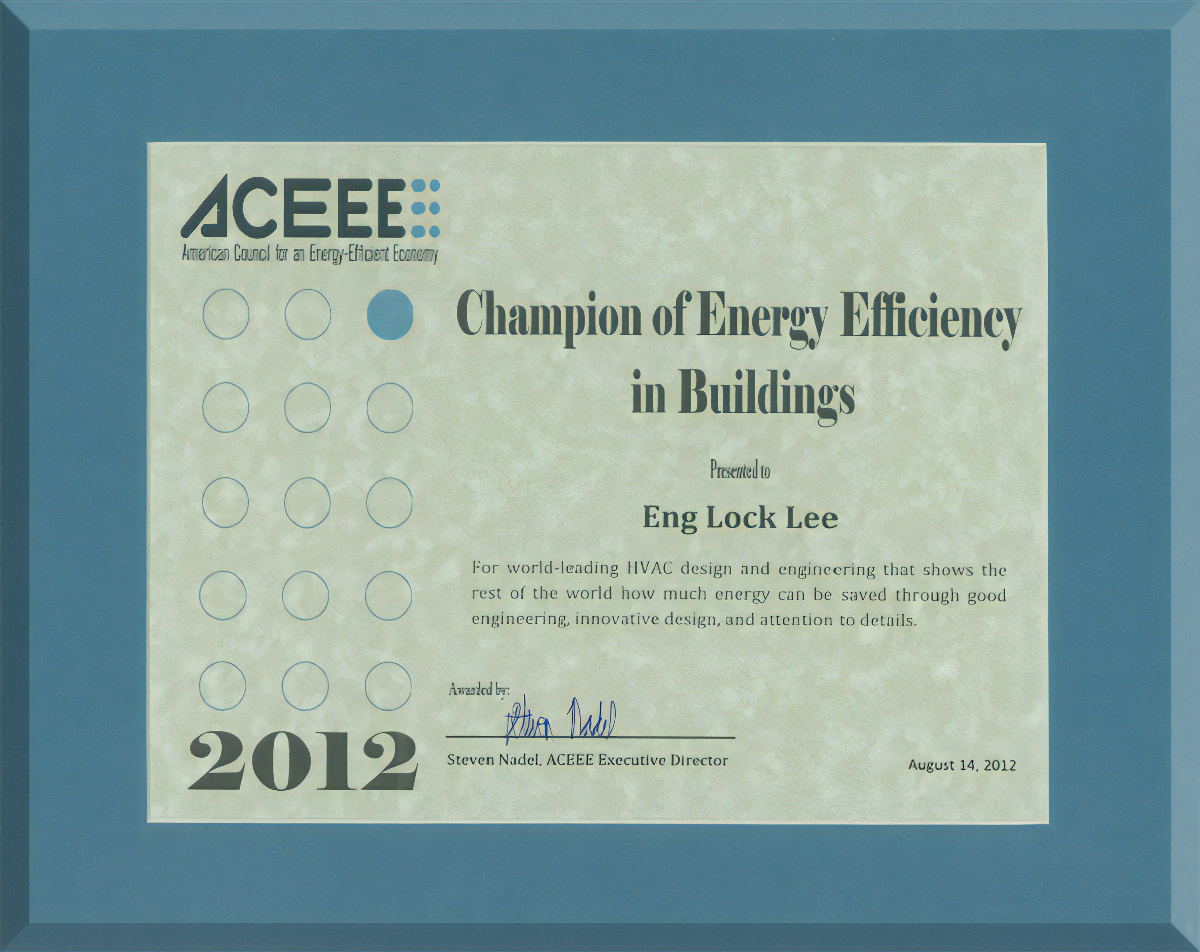 ACEEE
American Council for an Energy-Efficient Economy
Champion of Energy Efficiency
in Buildings
Presented to
Eng Lock Lee
For world-leading HVAC design and engineering that shows the
rest of the world how much energy can be saved through good
engineering, innovative design, and attention to details.
Awarded by:
Steven Nadel
Steven Nadel, ACEEE Executive Director
August 14, 2012
2012